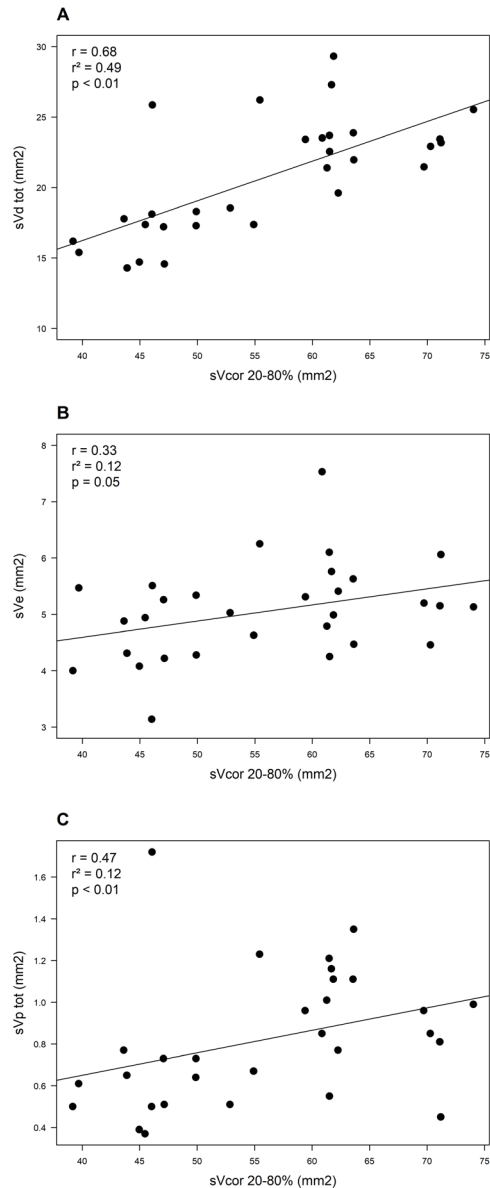 A
r = 0.68
r² = 0.49
p < 0.01
30
25
20
15
10
sVd tot (mm2)
40 45 50 55 60 65 70 75
sVcor 20-80% (mm2)
B
r = 0.33
r² = 0.12
p = 0.05
8
7
6
5
4
3
sVe (mm2)
40 45 50 55 60 65 70 75
sVcor 20-80% (mm2)
C
r = 0.47
r² = 0.12
p < 0.01
1.6
1.4
1.2
1.0
0.8
0.6
0.4
sVp tot (mm2)
40 45 50 55 60 65 70 75
sVcor 20-80% (mm2)